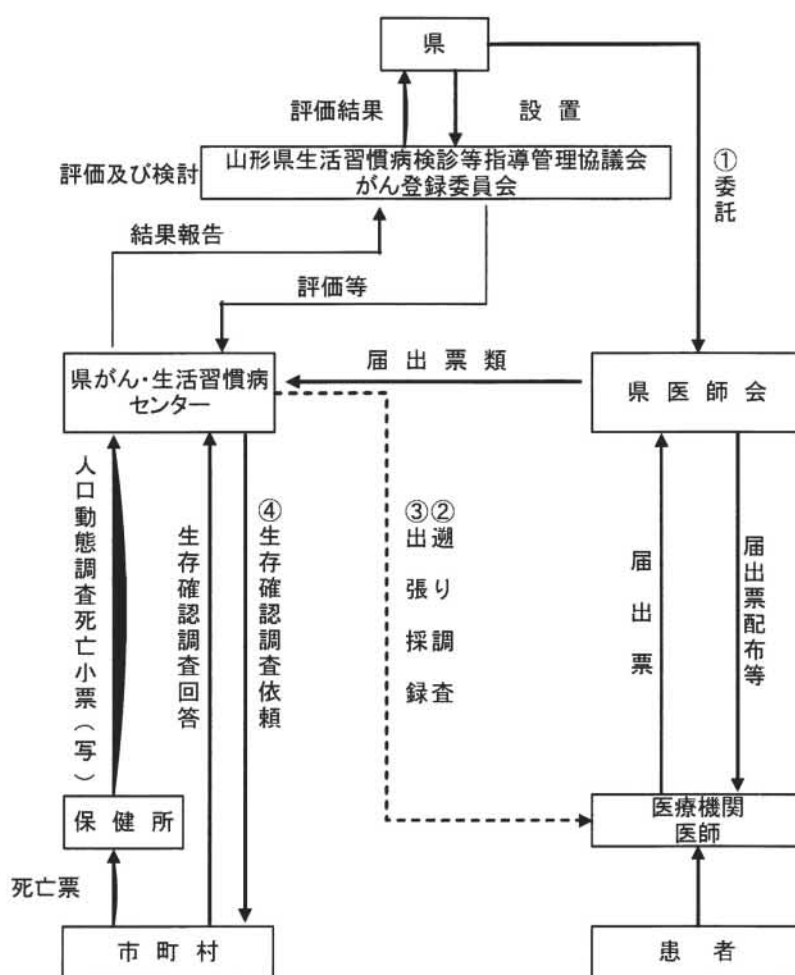 県
評価結果
設置
①委託
評価及び検討
山形県生活習慣病検診等指導管理協議会
がん登録委員会
結果報告
評価等
届出票類
県がん・生活習慣病
センター
県医師会
人口動態調査死亡小票(写)
生存確認調査回答
④生存確認調査依頼
③出張採録
②遡り調査
届出票
届出票配布等
保健所
医療機関
医師
死亡票
市町村
患者